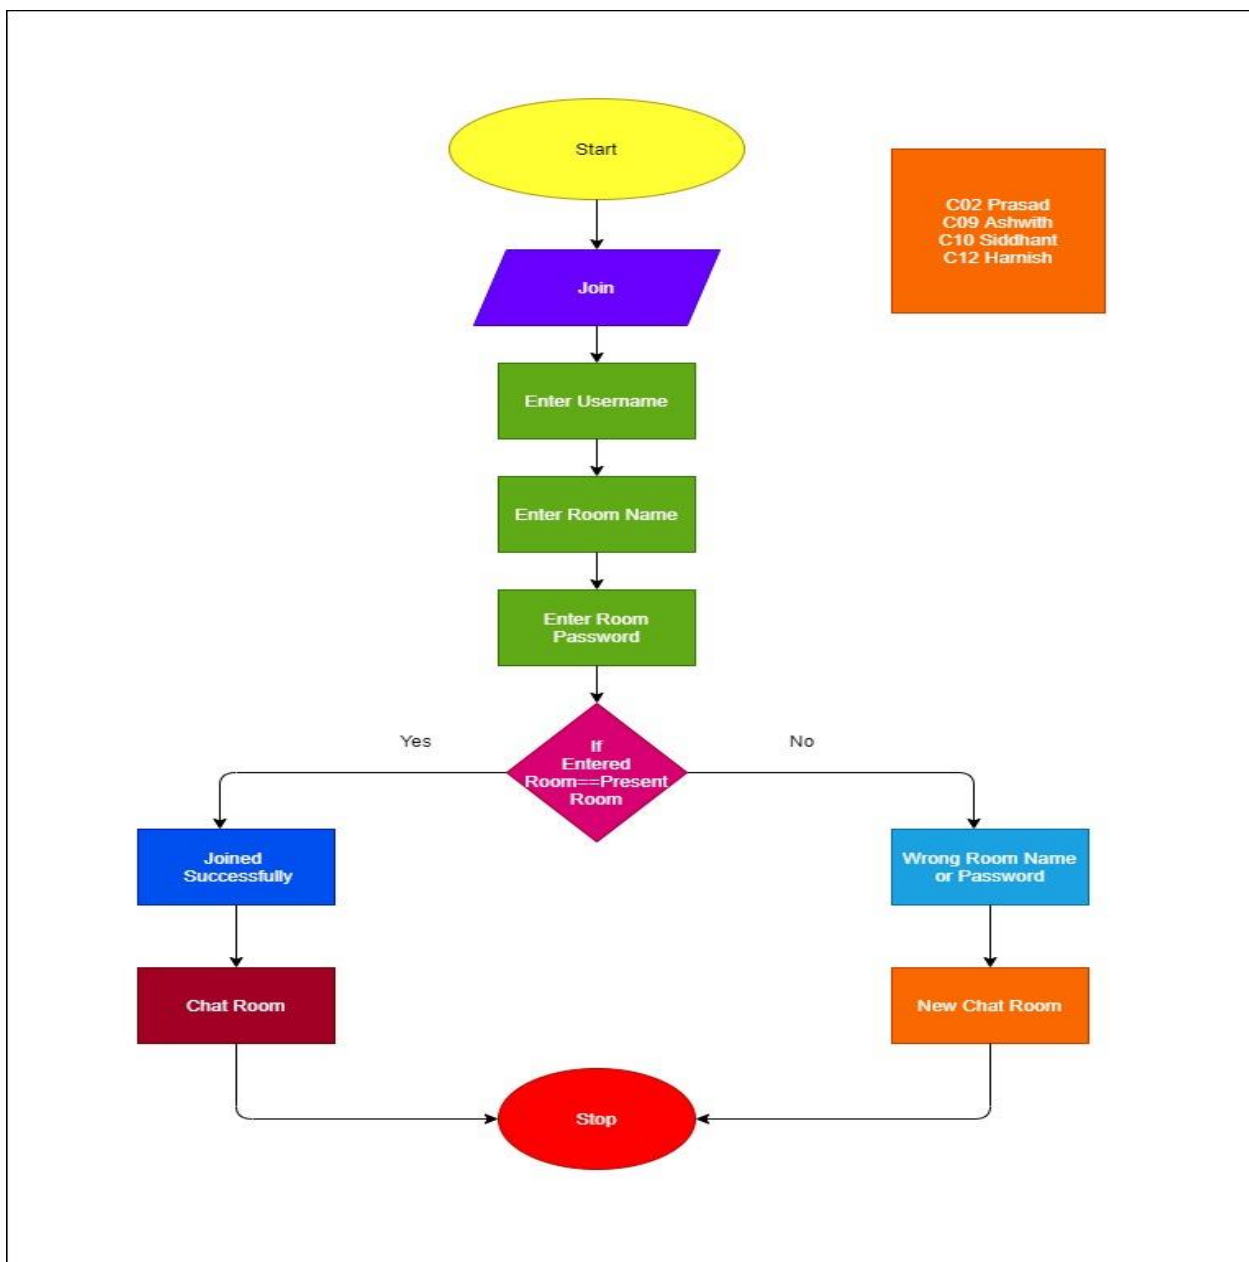 Start
C02 Prasad
C09 Ashwith
C10 Siddhant
C12 Harnish
Join
Enter Username
Enter Room Name
Enter Room
Password
Yes
No
If
Entered
Room==Present
Room
Joined
Successfully
Wrong Room Name
or Password
Chat Room
New Chat Room
Stop